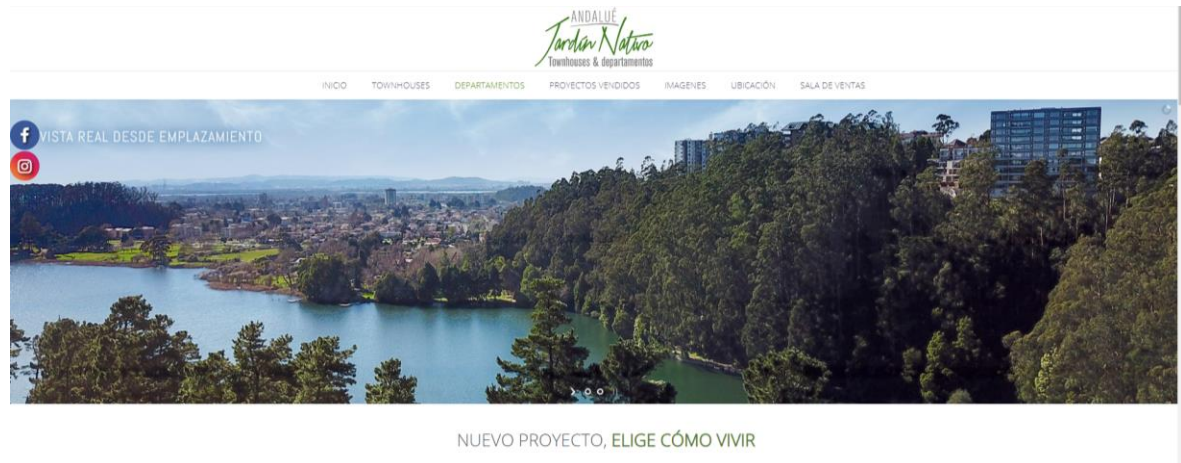 ANDALUÉ
Jardín Nativo
Townhouses & departamentos
INICIO TOWNHOUSES DEPARTAMENTOS PROYECTOS VENDIDOS IMAGENES UBICACIÓN SALA DE VENTAS
VISTA REAL DESDE EMPLAZAMIENTO
NUEVO PROYECTO, ELIGE CÓMO VIVIR